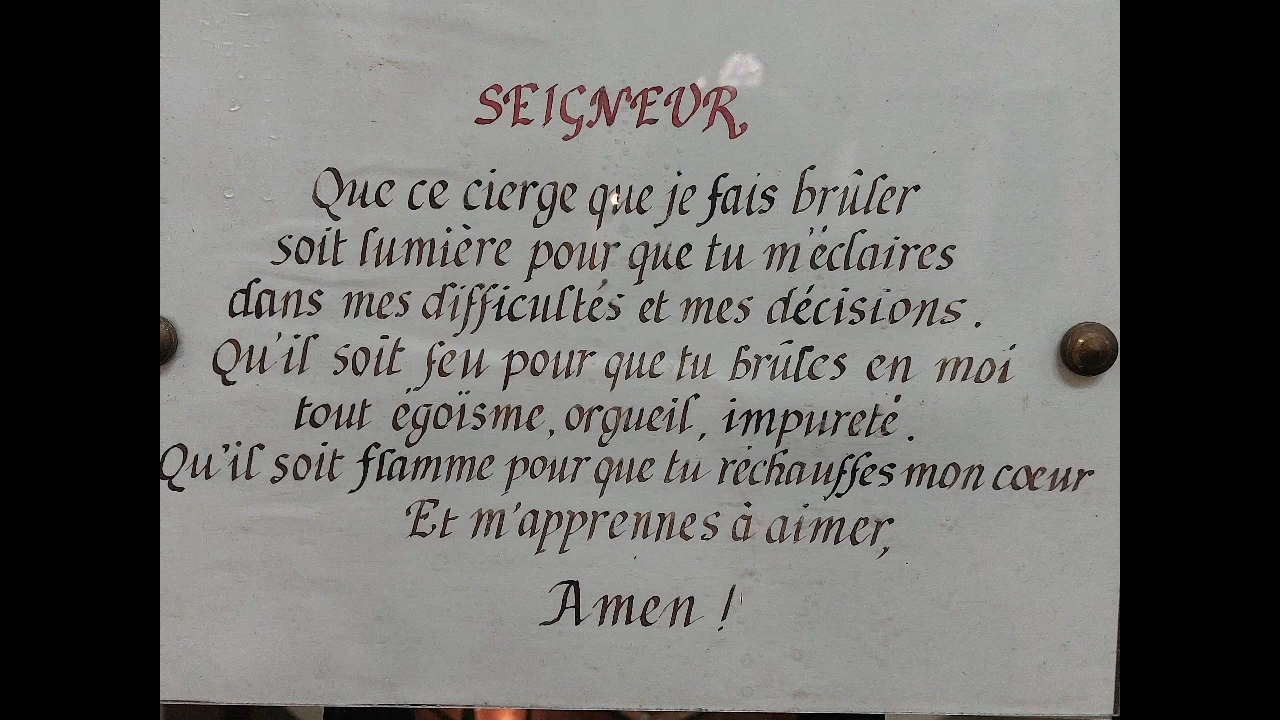 SEIGNEUR
Que ce cierge que je fais brûler
soit lumière pour que tu m'éclaires
dans mes difficultés et mes décisions.
Qu'il soit feu pour que tu brûles en moi
tout égoïsme, orgueil, impureté.
Qu'il soit flamme pour que tu réchauffes mon cœur
Et m'apprennes à aimer,
Amen !